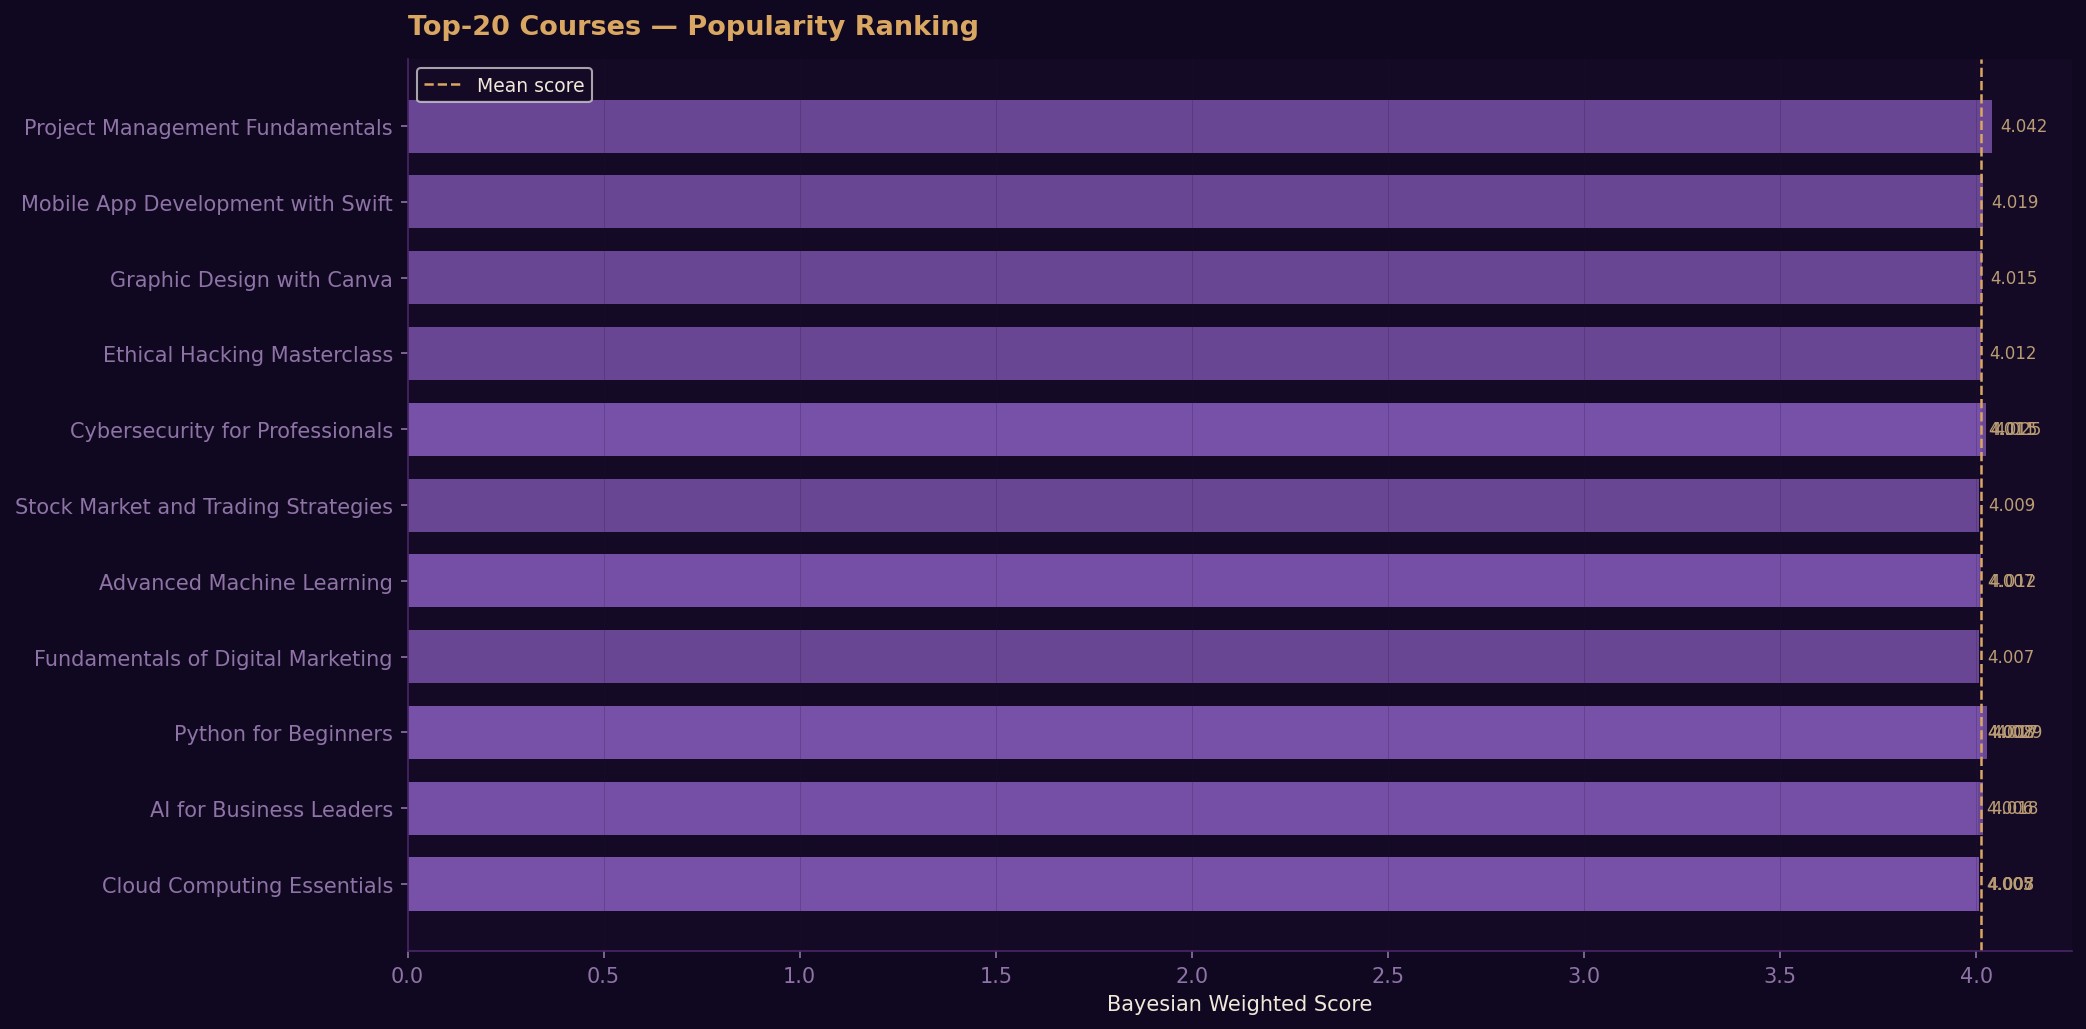 Top-20 Courses — Popularity Ranking
Mean score
Project Management Fundamentals 4.042
Mobile App Development with Swift 4.019
Graphic Design with Canva 4.015
Ethical Hacking Masterclass 4.012
Cybersecurity for Professionals
Stock Market and Trading Strategies 4.009
Advanced Machine Learning
Fundamentals of Digital Marketing 4.007
Python for Beginners
AI for Business Leaders
Cloud Computing Essentials
0.0 0.5 1.0 1.5 2.0 2.5 3.0 3.5 4.0
Bayesian Weighted Score